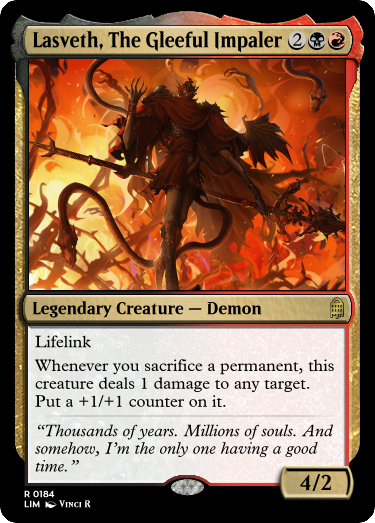 Lasveth, The Gleeful Impaler 2
Legendary Creature — Demon
Lifelink
Whenever you sacrifice a permanent, this
creature deals 1 damage to any target.
Put a +1/+1 counter on it.
“Thousands of years. Millions of souls. And
somehow, I'm the only one having a good
time.”
4/2
R 0184
LIM Vinci R